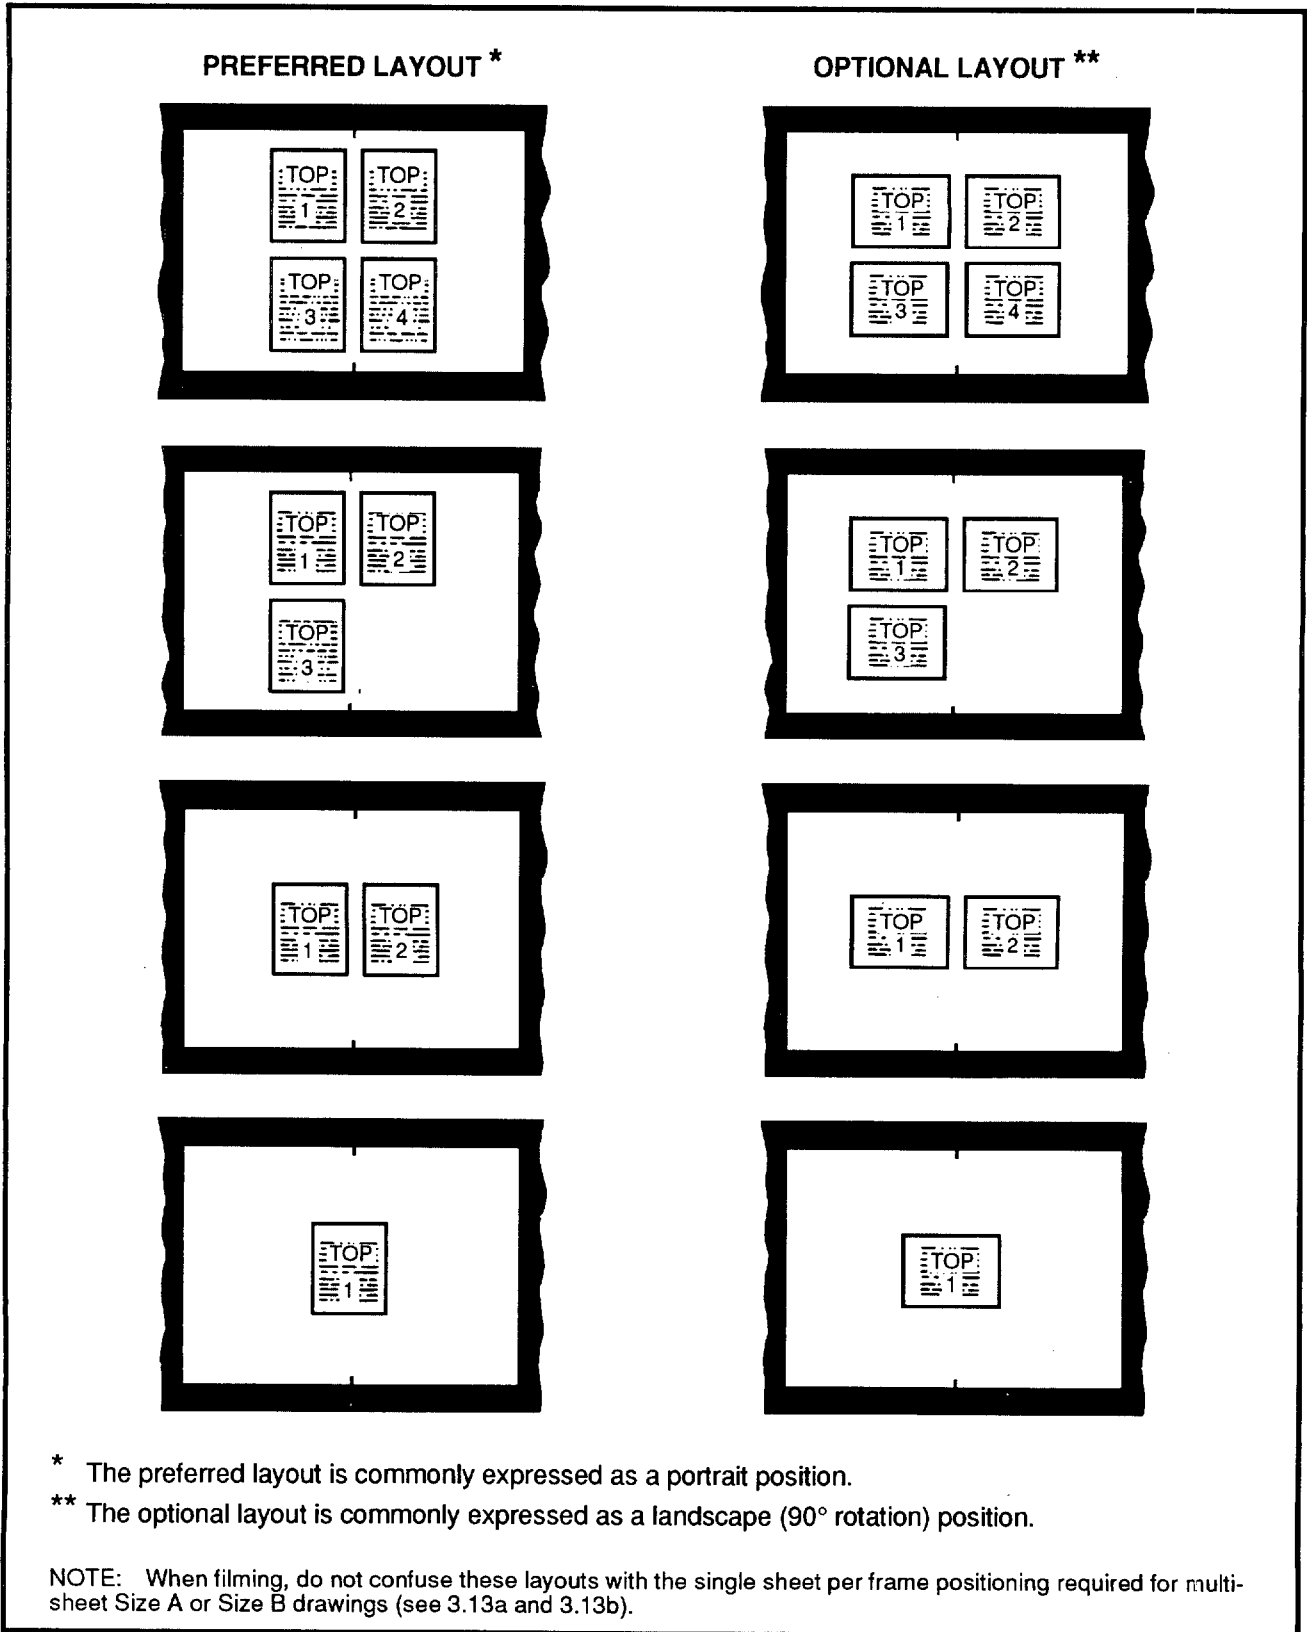 PREFERRED LAYOUT *
OPTIONAL LAYOUT **
TOP TOP
1 2
TOP TOP
3 4
TOP TOP
1 2
TOP TOP
3 4
TOP TOP
1 2
TOP
3
TOP TOP
1 2
TOP
3
TOP TOP
1 2
TOP TOP
1 2
TOP
1
TOP
1
* The preferred layout is commonly expressed as a portrait position.
** The optional layout is commonly expressed as a landscape (90° rotation) position.
NOTE: When filming, do not confuse these layouts with the single sheet per frame positioning required for multi-
sheet Size A or Size B drawings (see 3.13a and 3.13b).